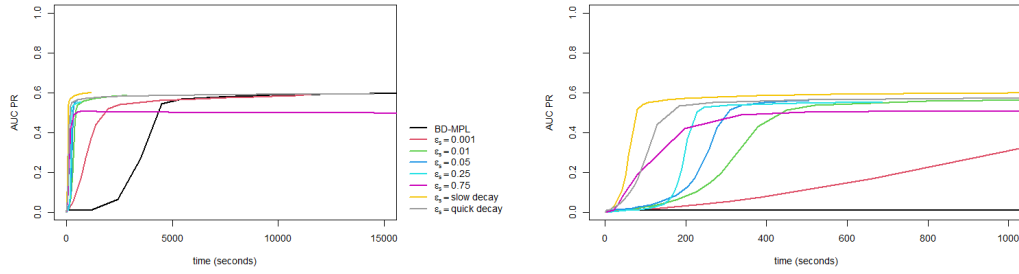 AUC PR
0.0 0.2 0.4 0.6 0.8 1.0
0 5000 10000 15000
time (seconds)
BD-MPL
εs = 0.001
εs = 0.01
εs = 0.05
εs = 0.25
εs = 0.75
εs = slow decay
εs = quick decay
AUC PR
0.0 0.2 0.4 0.6 0.8 1.0
0 200 400 600 800 1000
time (seconds)